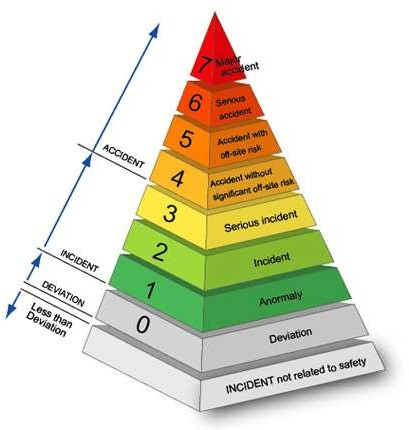 7 Major
accident
6 Serious
accident
5 Accident with
off-site risk
4 Accident without
significant off-site risk
3 Serious incident
2 Incident
1 Anormaly
0 Deviation
INCIDENT not related to safety
ACCIDENT
INCIDENT
DEVIATION
Less than
Deviation